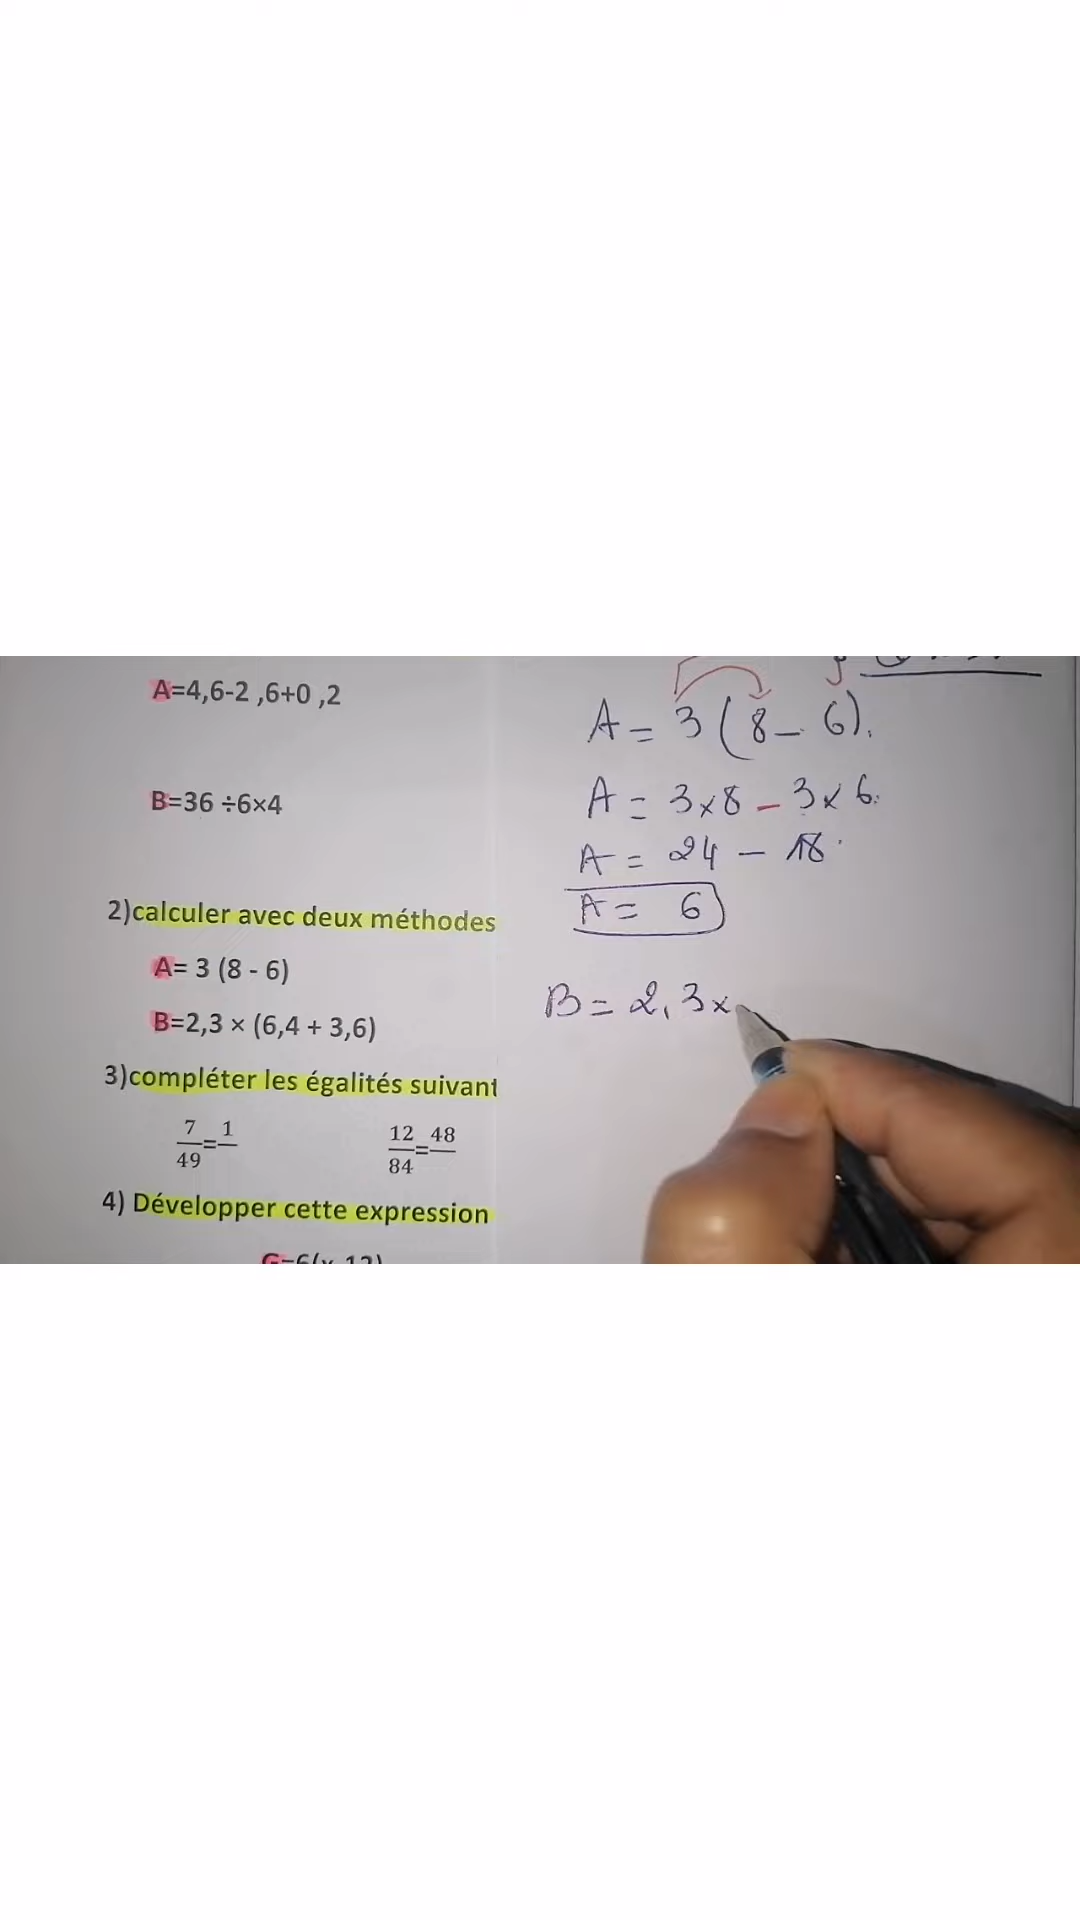 A=4,6-2 ,6+0 ,2
B=36 ÷6×4
2)calculer avec deux méthodes
A= 3 (8 - 6)
B=2,3 × (6,4 + 3,6)
3)compléter les égalités suivant
7/49=1/ 12/84=48/
4) Développer cette expression
A = 3 (8 - 6).
A = 3×8 - 3×6.
A = 24 - 18.
A = 6
B = 2,3×